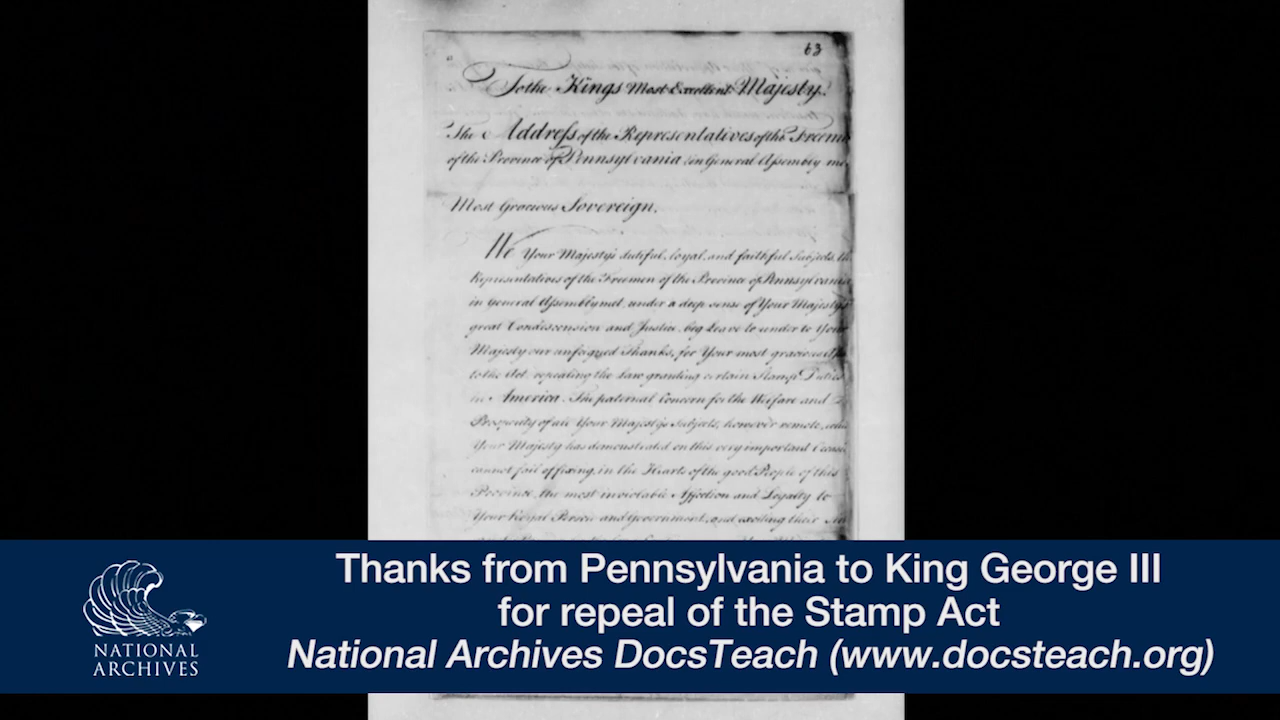 63
To the Kings Most Excellent Majesty.
The Address of the Representatives of the Freem
of the Province of Pennsylvania in General Assembly me
Most Gracious Sovereign,
We Your Majesty's dutiful, loyal, and faithful Subjects, the
Representatives of the Freemen of the Province of Pennsylvania
in General Assembly met, under a deep sense of Your Majesty's
great Condescension and Justice, beg Leave to render to Your
Majesty our unfeigned Thanks, for Your most gracious
to the Act, repealing the Law granting certain Stamp Duties
in America. The paternal Concern for the Welfare and
Prosperity of all Your Majesty's Subjects, however remote,
Your Majesty has demonstrated on this very important
cannot fail of fixing, in the Hearts of the good People of this
Province, the most inviolable Affection and Loyalty to
Your Royal Person and Government, and exciting their
Thanks from Pennsylvania to King George III
for repeal of the Stamp Act
National Archives DocsTeach (www.docsteach.org)
NATIONAL
ARCHIVES